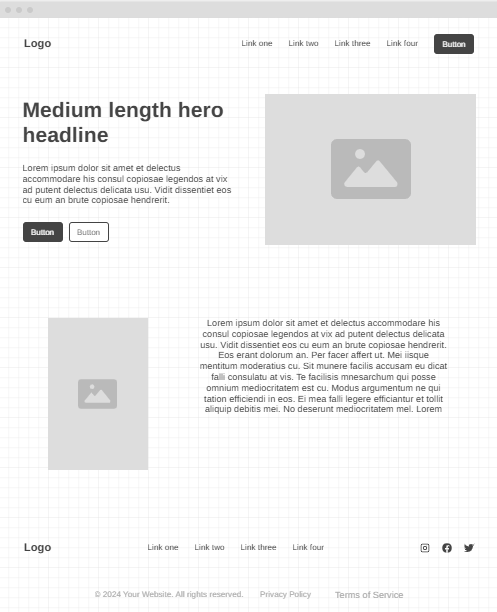 Logo
Link one
Link two
Link three
Link four
Button
Medium length hero
headline
Lorem ipsum dolor sit amet et delectus
accommodare his consul copiosae legendos at vix
ad putent delectus delicata usu. Vidit dissentiet eos
cu eum an brute copiosae hendrerit.
Button
Button
Lorem ipsum dolor sit amet et delectus accommodare his
consul copiosae legendos at vix ad putent delectus delicata
usu. Vidit dissentiet eos cu eum an brute copiosae hendrerit.
Eos erant dolorum an. Per facer affert ut. Mei iisque
mentitum moderatius cu. Sit munere facilis accusam eu dicat
falli consulatu at vis. Te facilisis mnesarchum qui posse
omnium mediocritatem est cu. Modus argumentum ne qui
tation efficiendi in eos. Ei mea falli legere efficiantur et tollit
aliquip debitis mei. No deserunt mediocritatem mel. Lorem
Logo
Link one
Link two
Link three
Link four
© 2024 Your Website. All rights reserved.
Privacy Policy
Terms of Service